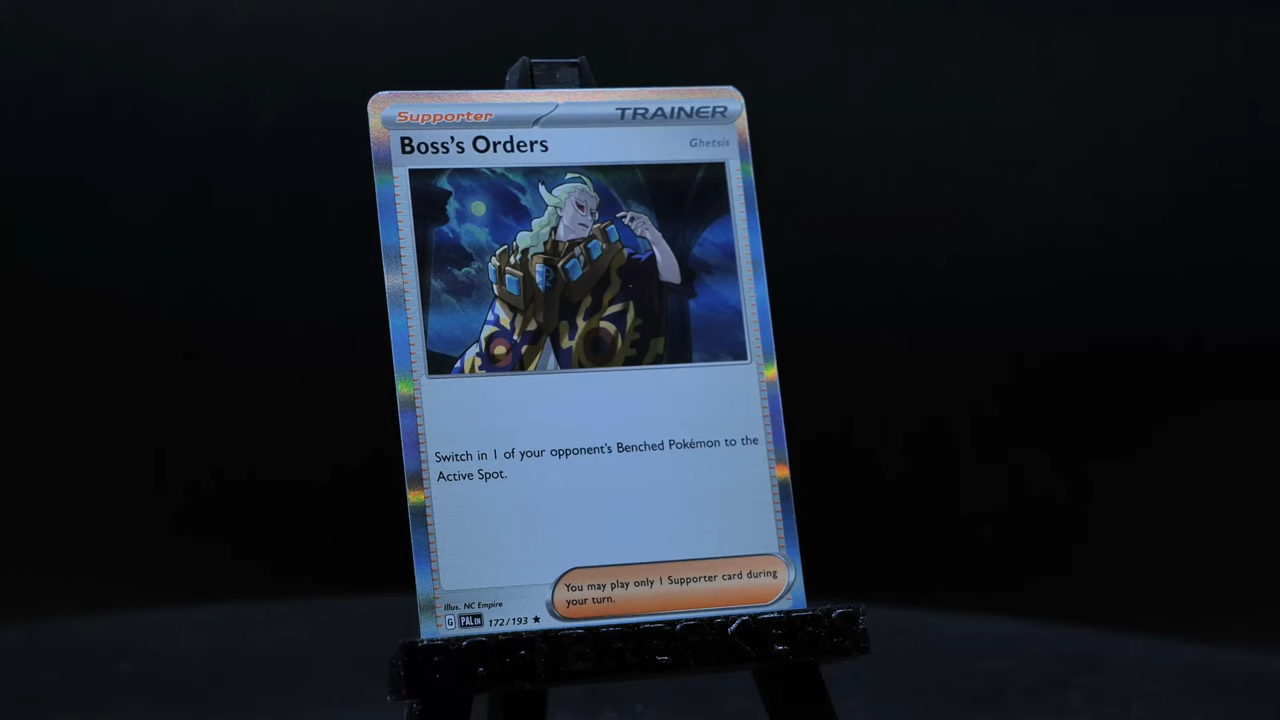 Supporter TRAINER
Boss's Orders Ghetsis
Switch in 1 of your opponent's Benched Pokémon to the
Active Spot.
You may play only 1 Supporter card during
your turn.
Illus. NC Empire
G PAL EN 172/193 ★